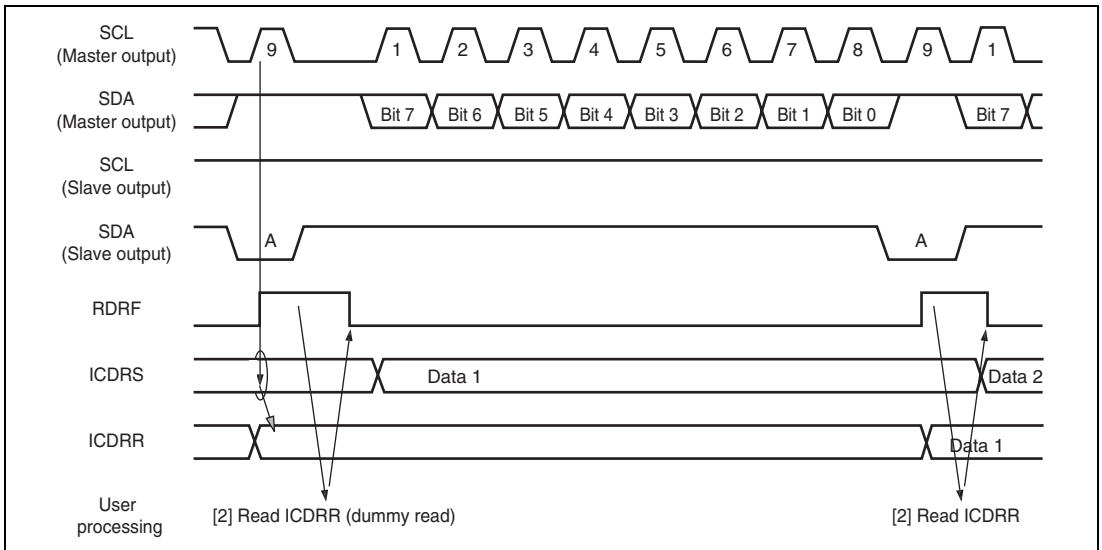 SCL
(Master output)
9 1 2 3 4 5 6 7 8 9 1
SDA
(Master output)
Bit 7 Bit 6 Bit 5 Bit 4 Bit 3 Bit 2 Bit 1 Bit 0 Bit 7
SCL
(Slave output)
SDA
(Slave output)
A A
RDRF
ICDRS
Data 1 Data 2
ICDRR
Data 1
User
processing
[2] Read ICDRR (dummy read) [2] Read ICDRR